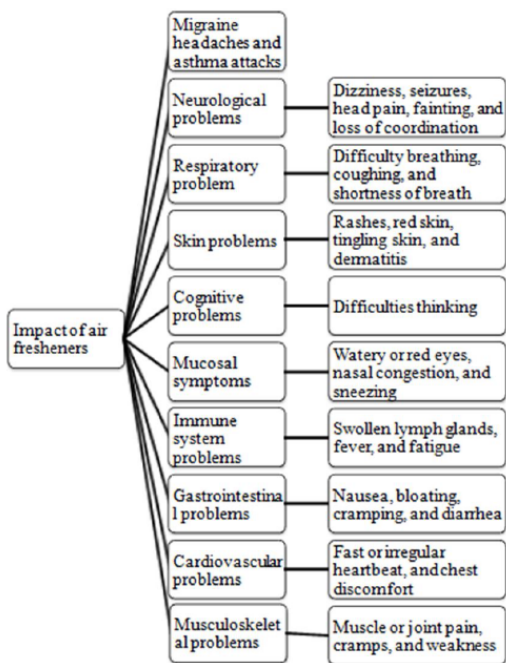 Migraine
headaches and
asthma attacks
Neurological
problems
Dizziness, seizures,
head pain, fainting, and
loss of coordination
Respiratory
problem
Difficulty breathing,
coughing, and
shortness of breath
Skin problems
Rashes, red skin,
tingling skin, and
dermatitis
Cognitive
problems
Difficulties thinking
Impact of air
fresheners
Mucosal
symptoms
Watery or red eyes,
nasal congestion, and
sneezing
Immune
system
problems
Swollen lymph glands,
fever, and fatigue
Gastrointestina
l problems
Nausea, bloating,
cramping, and diarrhea
Cardiovascular
problems
Fast or irregular
heartbeat, and chest
discomfort
Musculoskelet
al problems
Muscle or joint pain,
cramps, and weakness